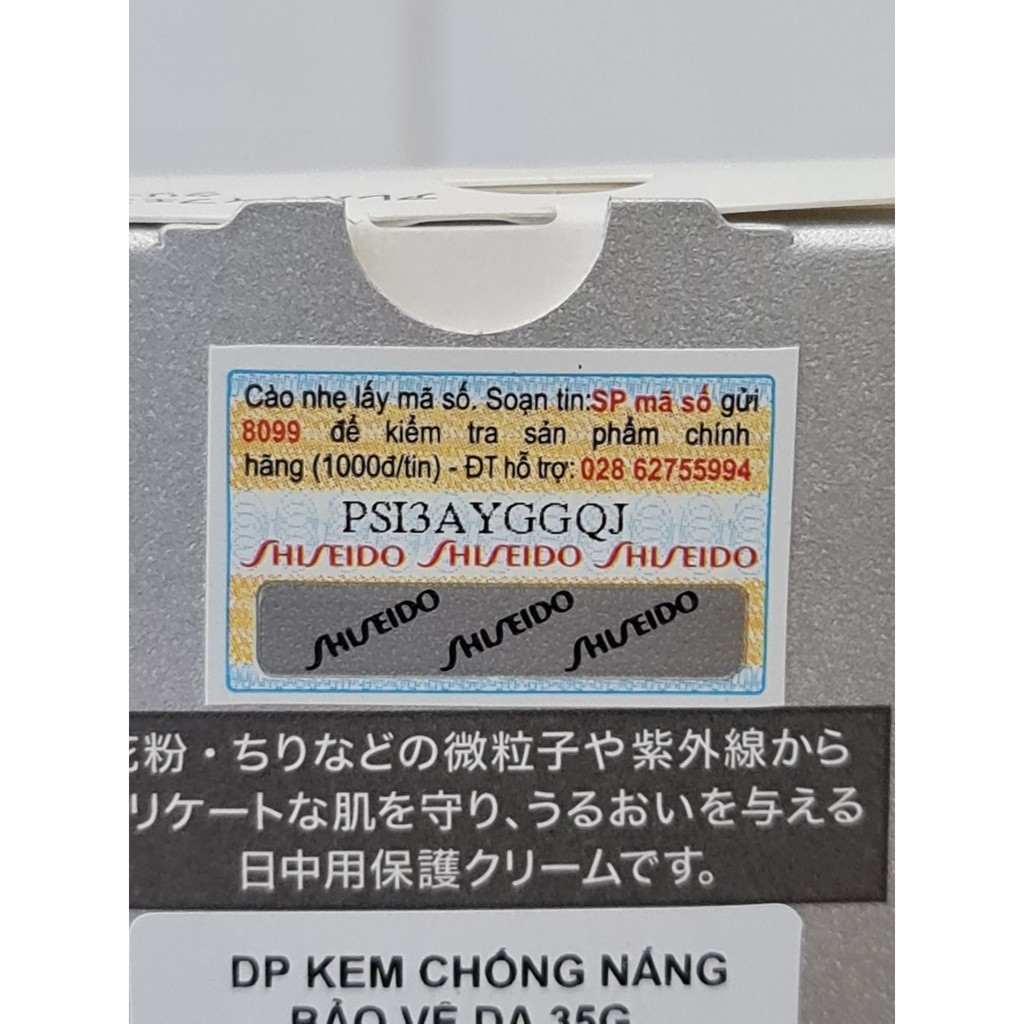 Cào nhẹ lấy mã số. Soạn tin:SP mã số gửi
8099 để kiểm tra sản phẩm chính
hãng (1000đ/tin) - ĐT hỗ trợ: 028 62755994
PSI3AYGGQJ
SHISEIDO SHISEIDO SHISEIDO
SHISEIDO SHISEIDO SHISEIDO
粉・ちりなどの微粒子や紫外線から
リケートな肌を守り、うるおいを与える
日中用保護クリームです。
DP KEM CHỐNG NẮNG
BẢO VỆ DA 35G